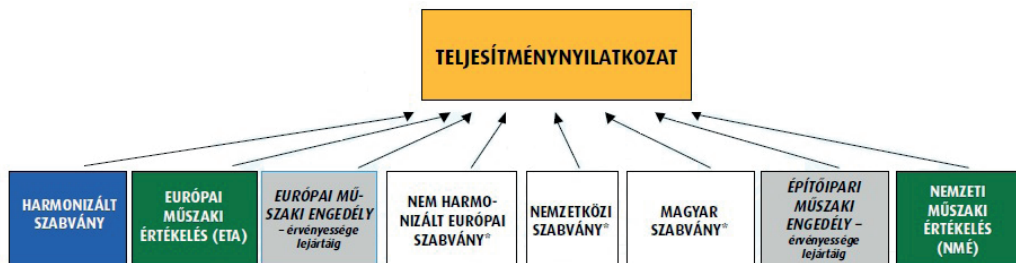 TELJESÍTMÉNYNYILATKOZAT
HARMONIZÁLT
SZABVÁNY
EURÓPAI
MŰSZAKI
ÉRTÉKELÉS (ETA)
EURÓPAI MŰ-
SZAKI ENGEDÉLY
– érvényessége
lejártáig
NEM HARMO-
NIZÁLT EURÓPAI
SZABVÁNY*
NEMZETKÖZI
SZABVÁNY*
MAGYAR
SZABVÁNY*
ÉPÍTŐIPARI
MŰSZAKI
ENGEDÉLY –
érvényessége
lejártáig
NEMZETI
MŰSZAKI
ÉRTÉKELÉS
(NMÉ)